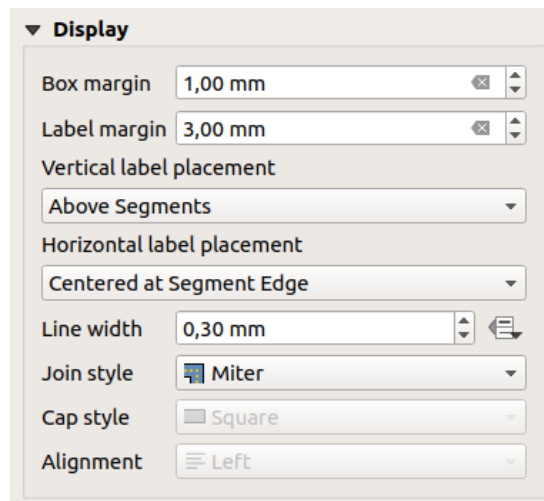 Display
Box margin 1,00 mm
Label margin 3,00 mm
Vertical label placement
Above Segments
Horizontal label placement
Centered at Segment Edge
Line width 0,30 mm
Join style Miter
Cap style Square
Alignment Left